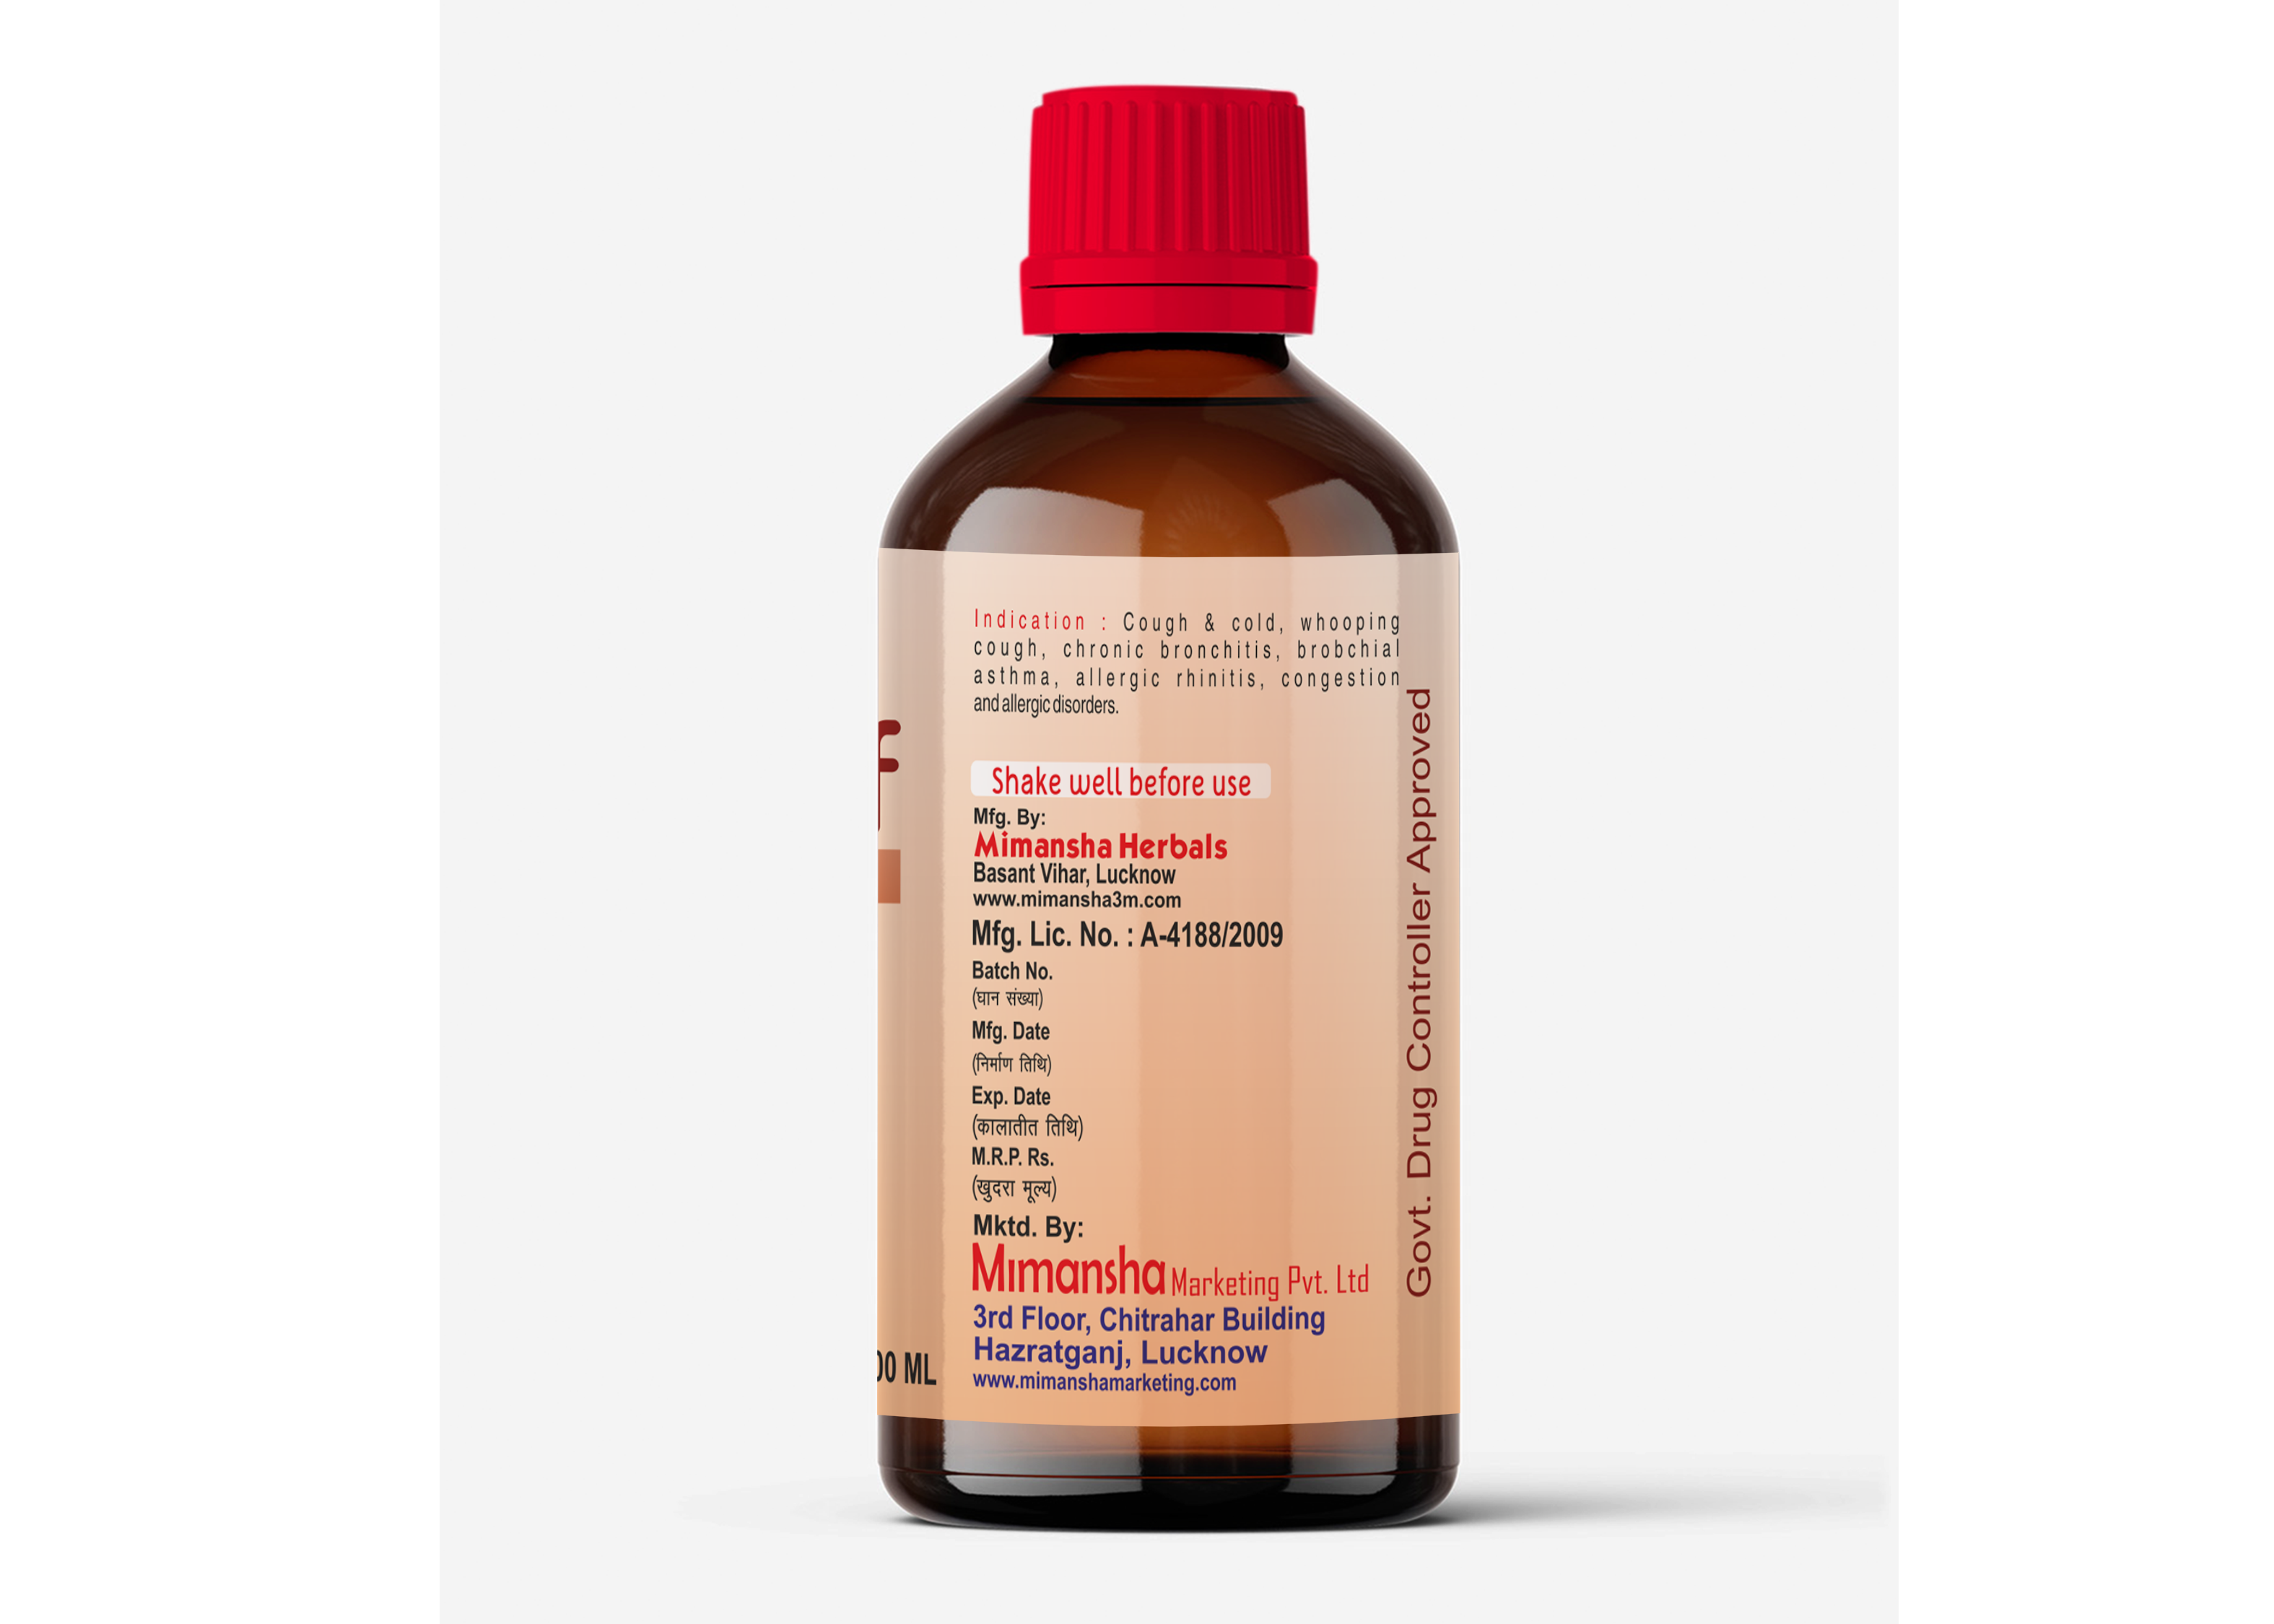 Indication : Cough & cold, whooping
cough, chronic bronchitis, brobchial
asthma, allergic rhinitis, congestion
and allergic disorders.
Shake well before use
Mfg. By:
Mimansha Herbals
Basant Vihar, Lucknow
www.mimansha3m.com
Mfg. Lic. No. : A-4188/2009
Batch No.
(घान संख्या)
Mfg. Date
(निर्माण तिथि)
Exp. Date
(कालातीत तिथि)
M.R.P. Rs.
(खुदरा मूल्य)
Mktd. By:
Mimansha Marketing Pvt. Ltd
3rd Floor, Chitrahar Building
Hazratganj, Lucknow
www.mimanshamarketing.com
Govt. Drug Controller Approved
ML